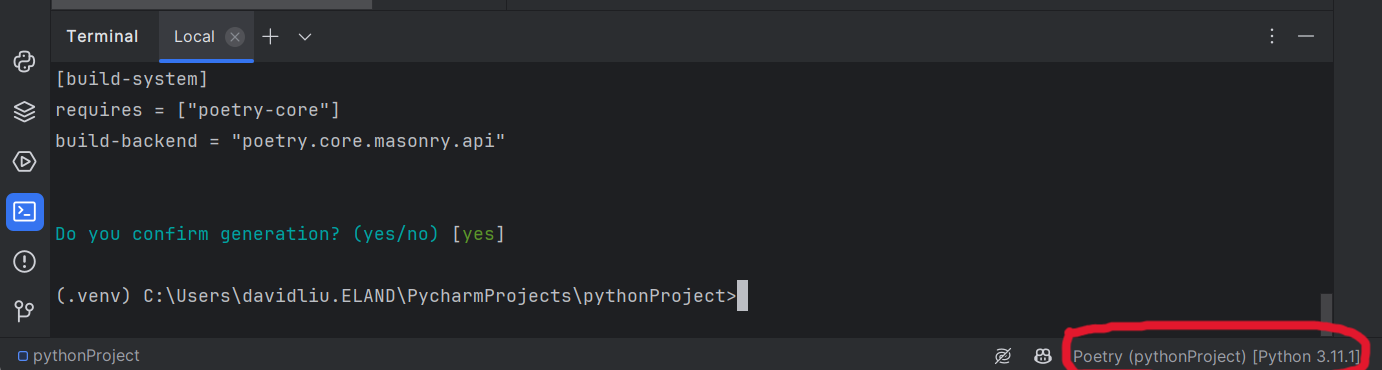 Terminal Local
[build-system]
requires = ["poetry-core"]
build-backend = "poetry.core.masonry.api"
Do you confirm generation? (yes/no) [yes]
(.venv) C:\Users\davidliu.ELAND\PycharmProjects\pythonProject>
pythonProject Poetry (pythonProject) [Python 3.11.1]